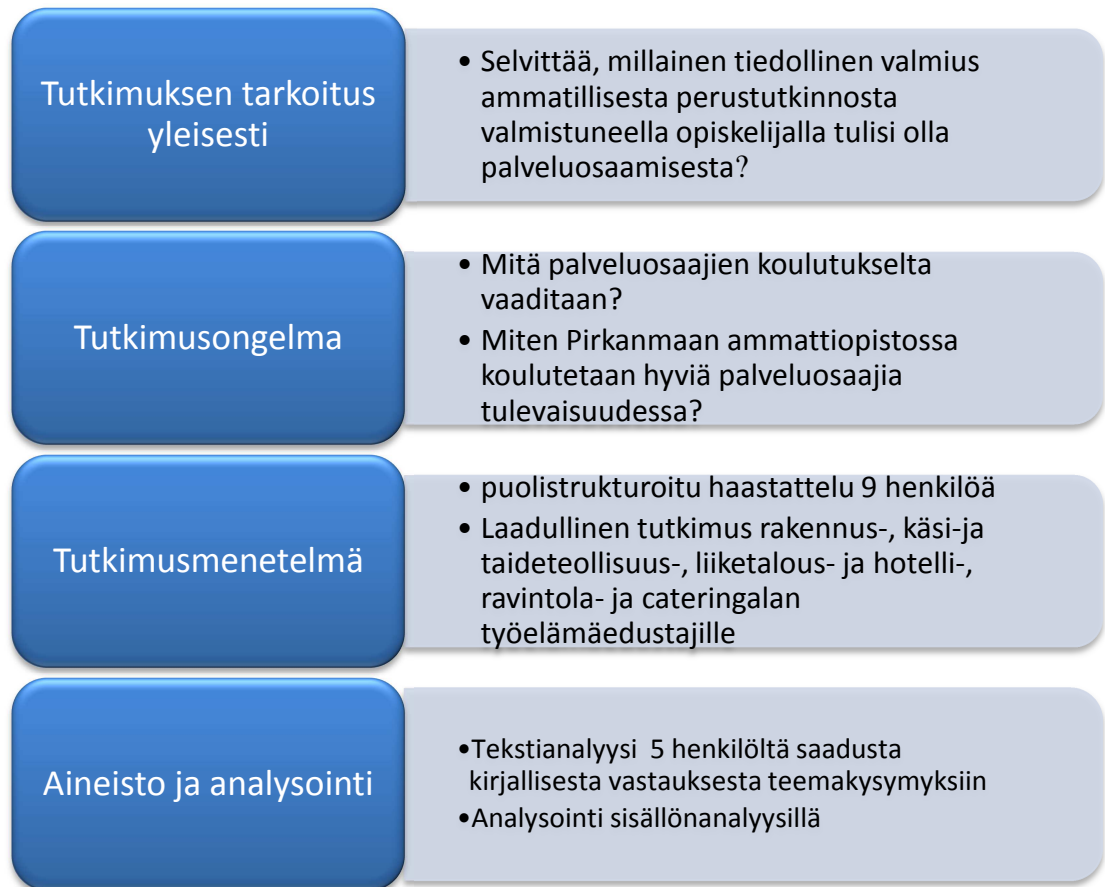 Tutkimuksen tarkoitus
yleisesti
• Selvittää, millainen tiedollinen valmius
ammatillisesta perustutkinnosta
valmistuneella opiskelijalla tulisi olla
palveluosaamisesta?
Tutkimusongelma
• Mitä palveluosaajien koulutukselta
vaaditaan?
• Miten Pirkanmaan ammattiopistossa
koulutetaan hyviä palveluosaajia
tulevaisuudessa?
Tutkimusmenetelmä
• puolistrukturoitu haastattelu 9 henkilöä
• Laadullinen tutkimus rakennus-, käsi-ja
taideteollisuus-, liiketalous- ja hotelli-,
ravintola- ja cateringalan
työelämäedustajille
Aineisto ja analysointi
•Tekstianalyysi 5 henkilöltä saadusta
kirjallisesta vastauksesta teemakysymyksiin
•Analysointi sisällönanalyysillä